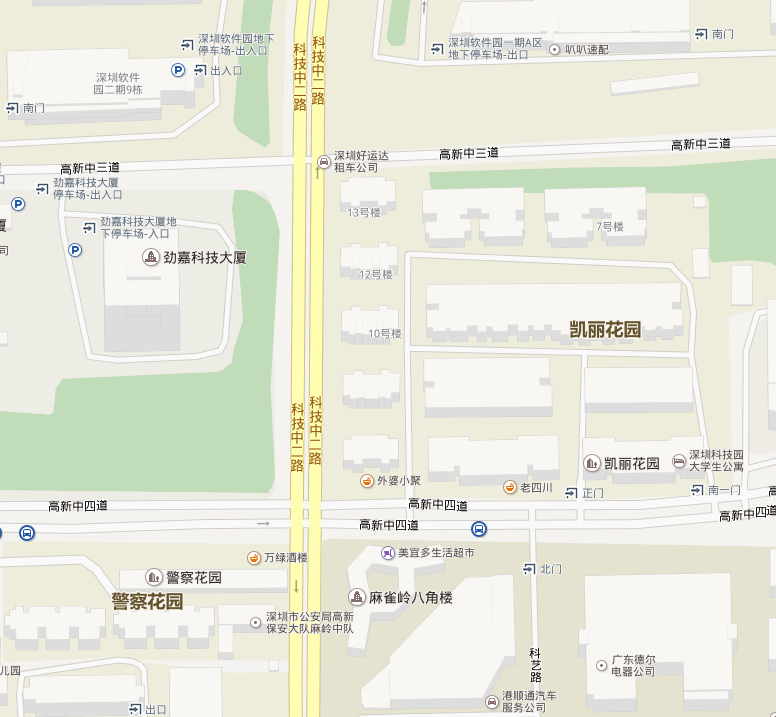 深圳软件园地下
停车场-出入口
深圳软件园一期A区
地下停车场-出口
叭叭速配
南门
科技中二路
科技中二路
深圳软件
园二期9栋
P
出入口
南门
高新中三道
深圳好运达
租车公司
高新中三道
高新中三道
口
劲嘉科技大厦
停车场-出入口
P
13号楼
7号楼
厦
司
劲嘉科技大厦地
下停车场-入口
P
劲嘉科技大厦
12号楼
10号楼
凯丽花园
科技中二路
科技中二路
外婆小聚
老四川
凯丽花园
深圳科技园
大学生公寓
正门
南一门
高新中四道
高新中四道
高
高新中四道
高新中四道
万绿酒楼
美宜多生活超市
北门
警察花园
警察花园
麻雀岭八角楼
深圳市公安局高新
保安大队麻岭中队
科艺路
广东德尔
电器公司
儿园
出口
港顺通汽车
服务公司